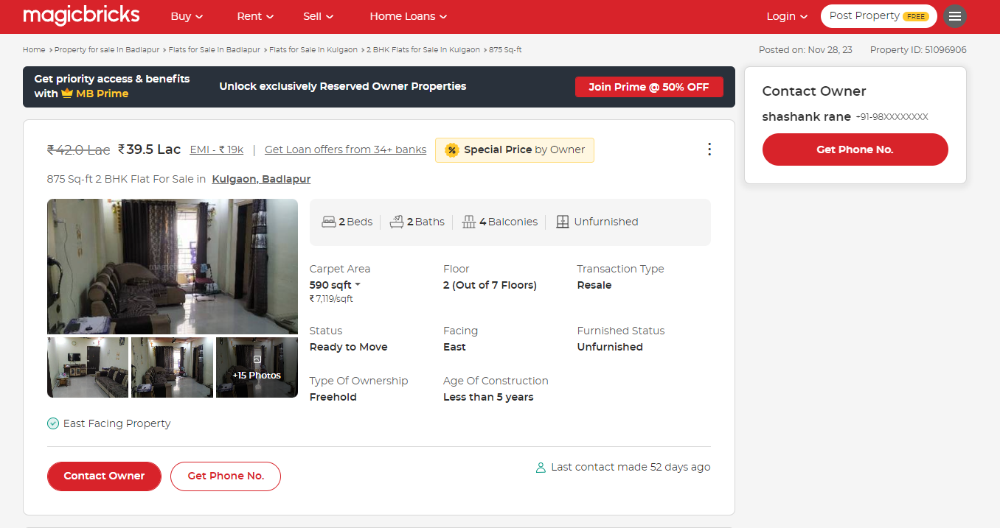 magicbricks
Buy
Rent
Sell
Home Loans
Login
Post Property FREE
Home > Property for sale in Badlapur > Flats for Sale in Badlapur > Flats for Sale in Kulgaon > 2 BHK Flats for Sale in Kulgaon > 875 Sq-ft
Posted on: Nov 28, 23 Property ID: 51096906
Get priority access & benefits
with MB Prime
Unlock exclusively Reserved Owner Properties
Join Prime @ 50% OFF
Contact Owner
shashank rane +91-98XXXXXXXX
Get Phone No.
₹42.0 Lac ₹39.5 Lac EMI - ₹ 19k | Get Loan offers from 34+ banks
% Special Price by Owner
875 Sq-ft 2 BHK Flat For Sale in Kulgaon, Badlapur
2 Beds 2 Baths 4 Balconies Unfurnished
Carpet Area
590 sqft
₹ 7,119/sqft
Floor
2 (Out of 7 Floors)
Transaction Type
Resale
Status
Ready to Move
Facing
East
Furnished Status
Unfurnished
Type Of Ownership
Freehold
Age Of Construction
Less than 5 years
+15 Photos
East Facing Property
Contact Owner
Get Phone No.
Last contact made 52 days ago